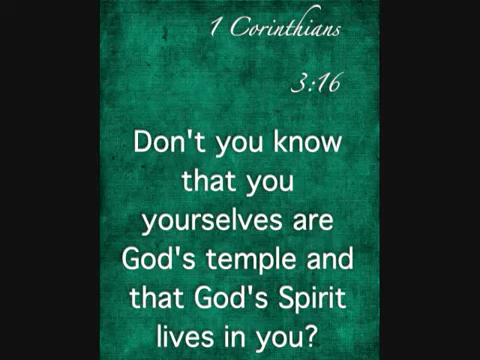 1 Corinthians
3:16
Don't you know
that you
yourselves are
God's temple and
that God's Spirit
lives in you?